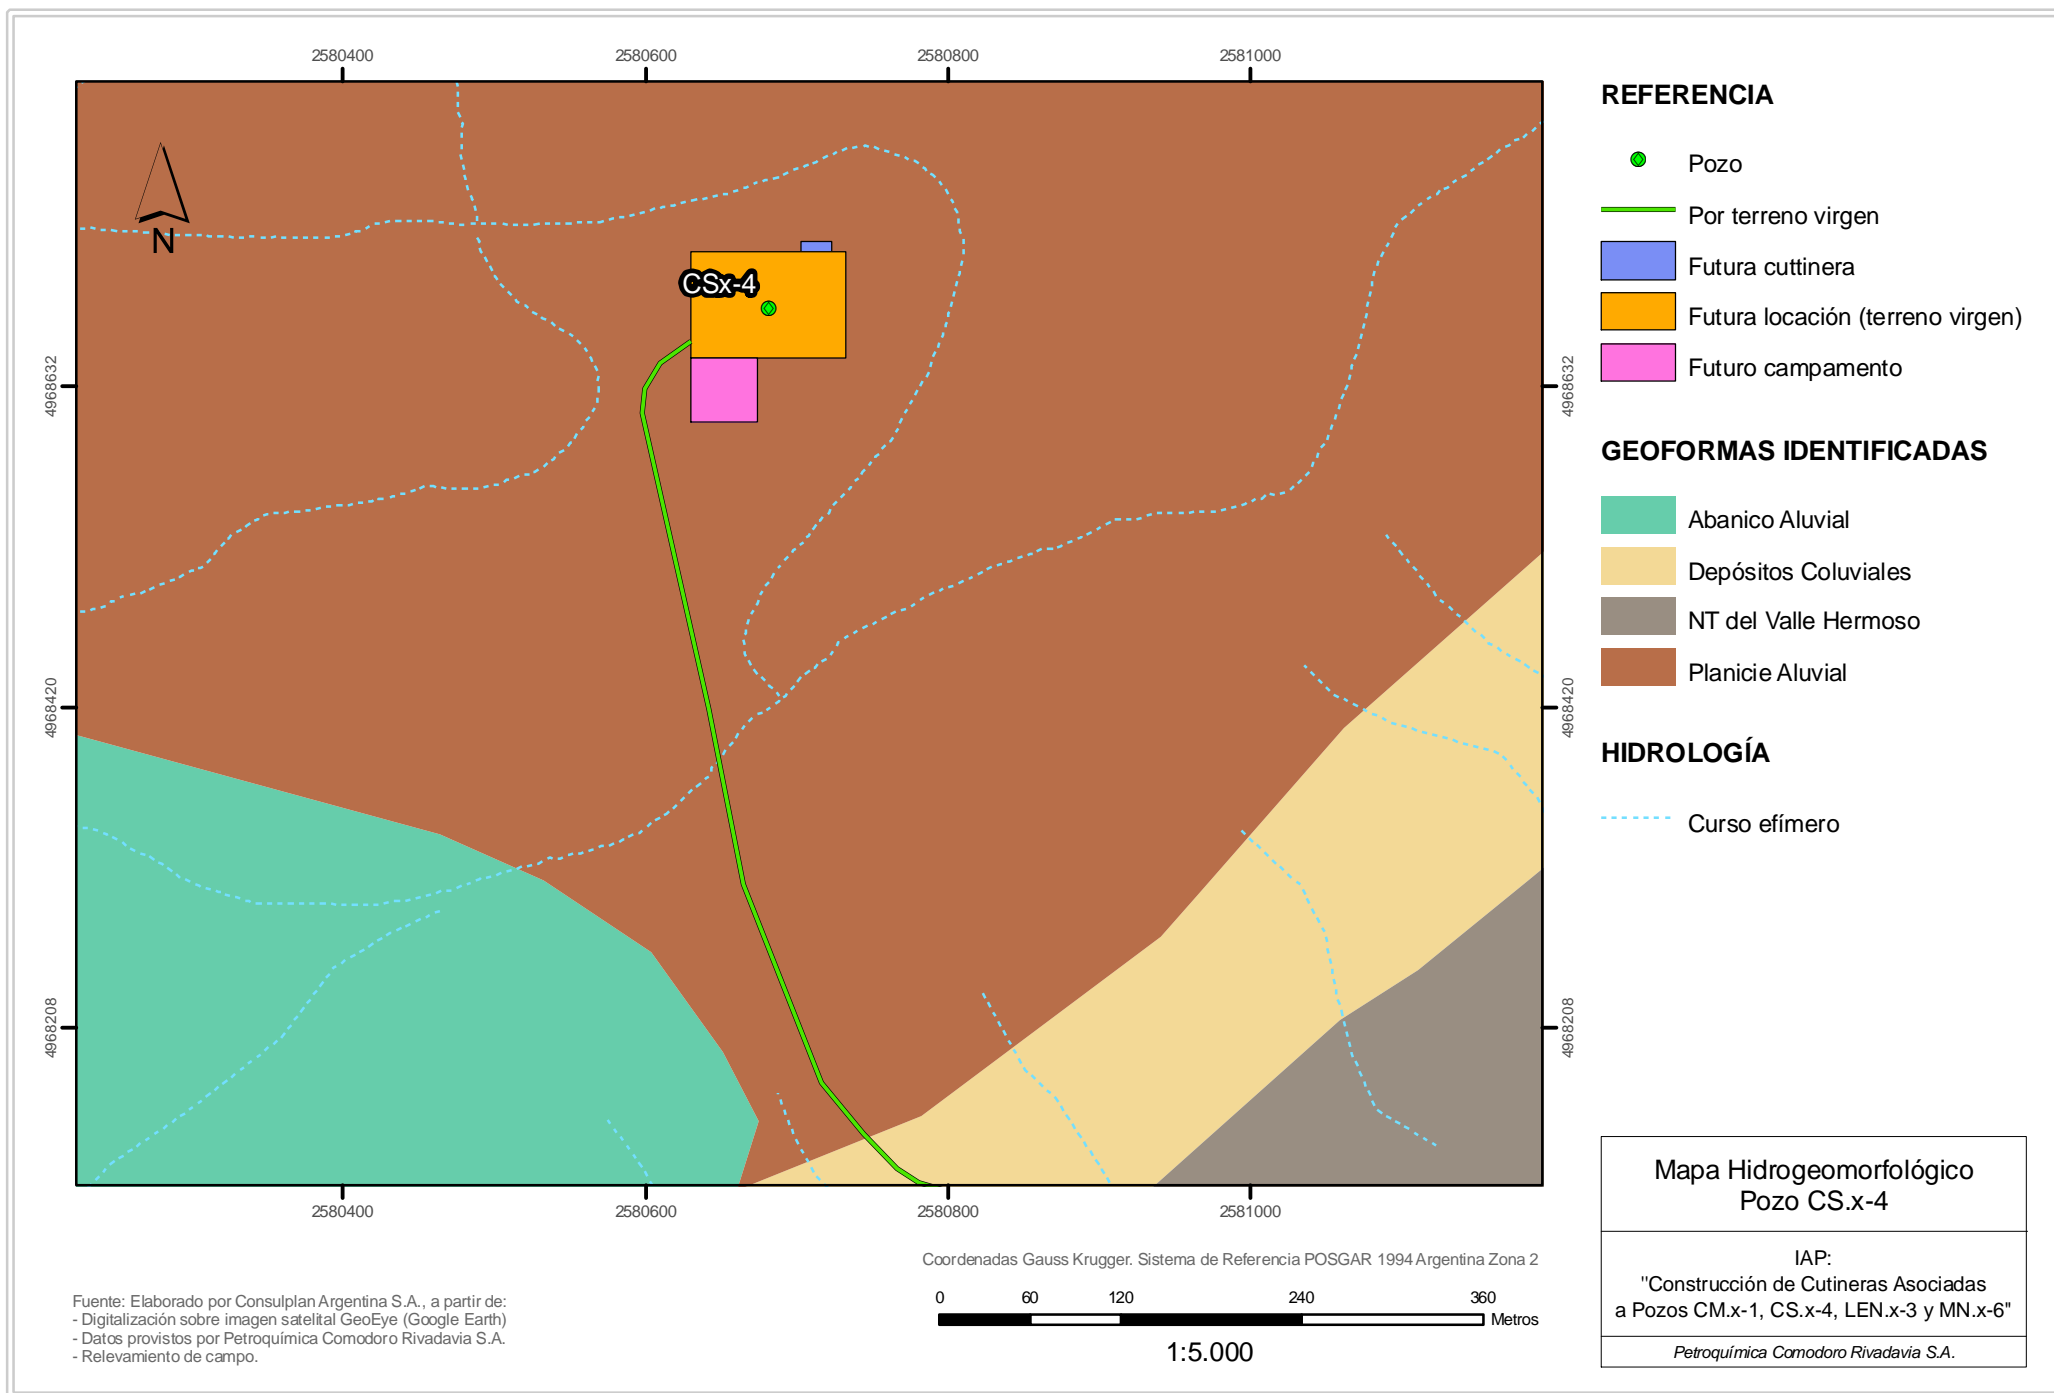 2580400
2580600
2580800
2581000
4968632
4968420
4968208
N
CSx-4
4968632
4968420
4968208
2580400
2580600
2580800
2581000
REFERENCIA
Pozo
Por terreno virgen
Futura cuttinera
Futura locación (terreno virgen)
Futuro campamento
GEOFORMAS IDENTIFICADAS
Abanico Aluvial
Depósitos Coluviales
NT del Valle Hermoso
Planicie Aluvial
HIDROLOGÍA
Curso efímero
Coordenadas Gauss Krugger. Sistema de Referencia POSGAR 1994 Argentina Zona 2
0 60 120 240 360
Metros
1:5.000
Fuente: Elaborado por Consulplan Argentina S.A., a partir de:
- Digitalización sobre imagen satelital GeoEye (Google Earth)
- Datos provistos por Petroquímica Comodoro Rivadavia S.A.
- Relevamiento de campo.
Mapa Hidrogeomorfológico
Pozo CS.x-4
IAP:
"Construcción de Cutineras Asociadas
a Pozos CM.x-1, CS.x-4, LEN.x-3 y MN.x-6"
Petroquímica Comodoro Rivadavia S.A.